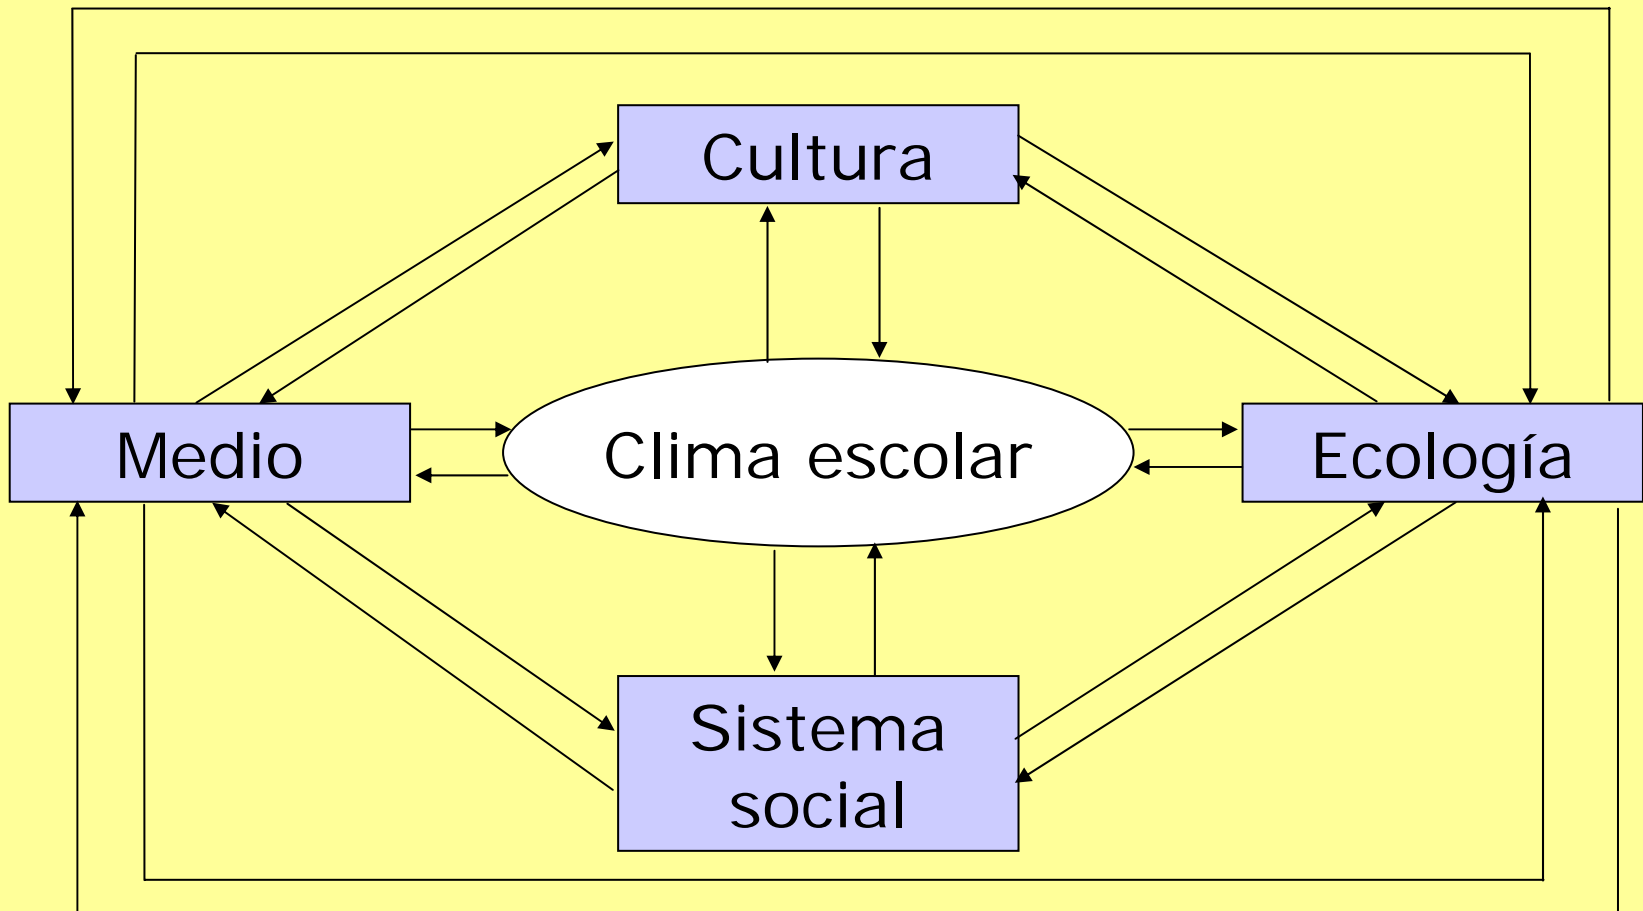 Cultura
Medio
Clima escolar
Ecología
Sistema
social